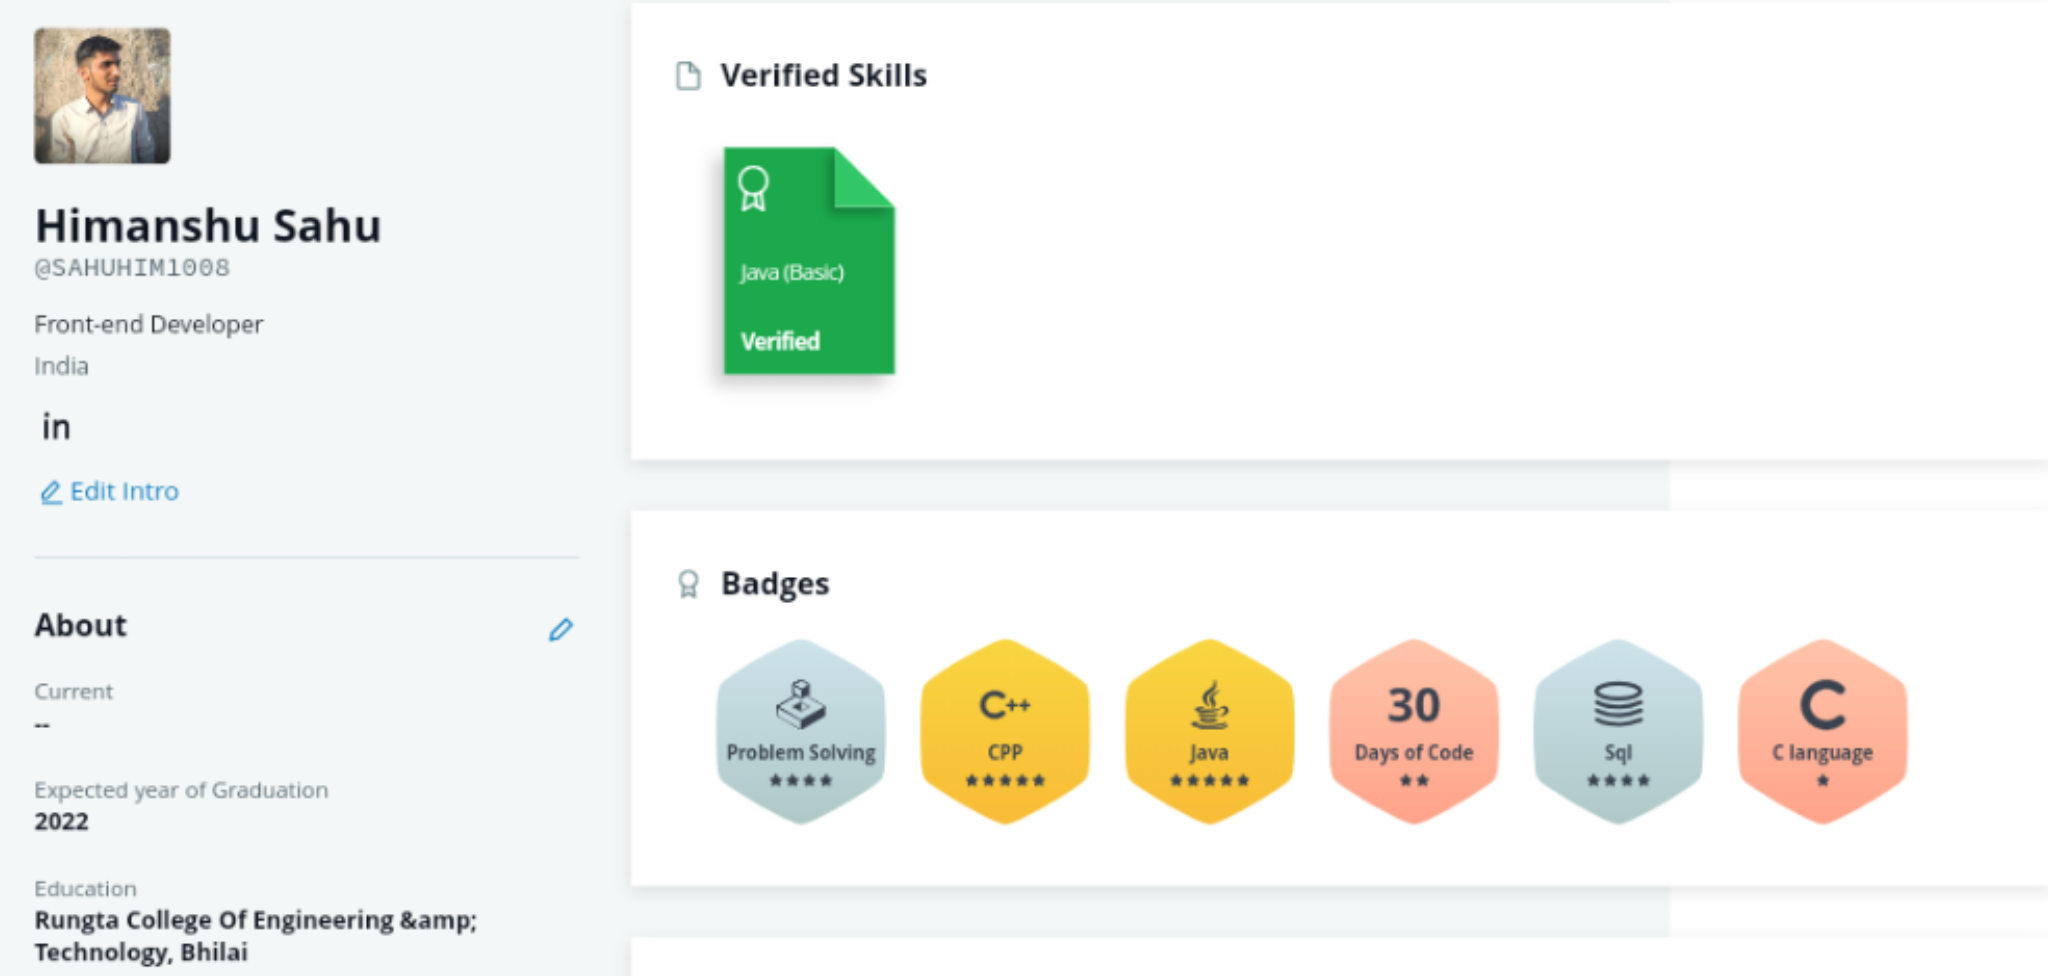 Himanshu Sahu
@SAHUHIM1008
Front-end Developer
India
in
Edit Intro
About
Current
--
Expected year of Graduation
2022
Education
Rungta College Of Engineering &amp;
Technology, Bhilai
Verified Skills
Java (Basic)
Verified
Badges
Problem Solving
C++
CPP
Java
30
Days of Code
Sql
C
C language